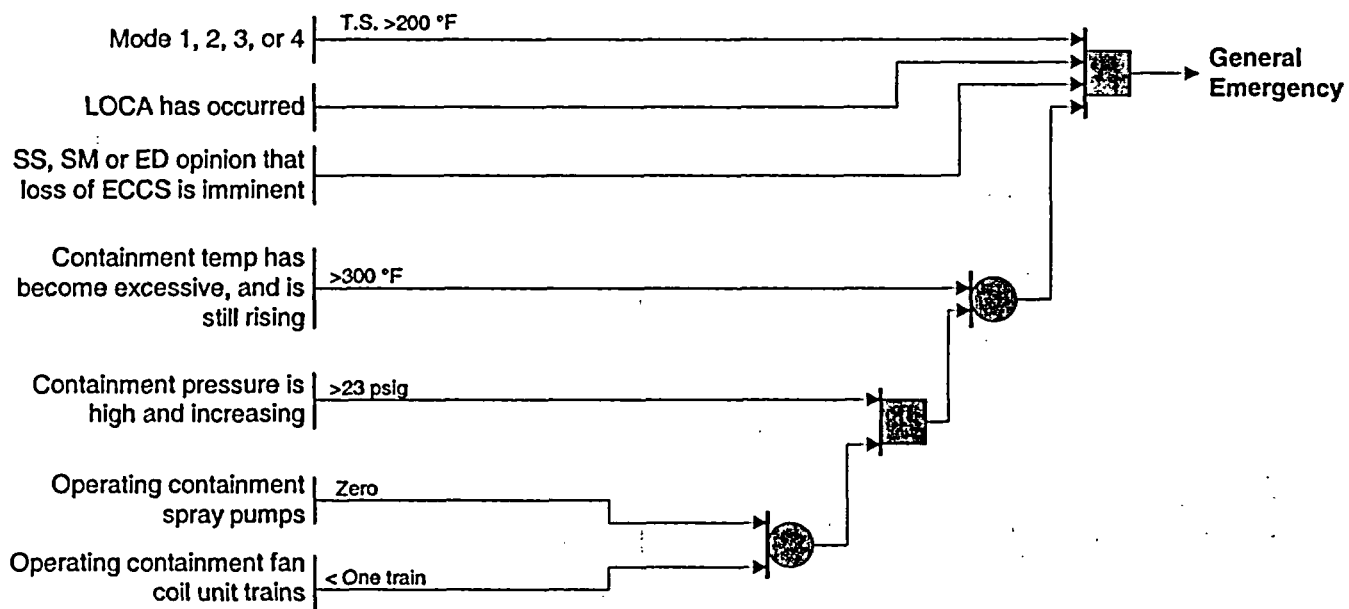 Mode 1, 2, 3, or 4
T.S. >200 °F
General
Emergency
LOCA has occurred
SS, SM or ED opinion that
loss of ECCS is imminent
Containment temp has
become excessive, and is
still rising
>300 °F
Containment pressure is
high and increasing
>23 psig
Operating containment
spray pumps
Zero
Operating containment fan
coil unit trains
< One train